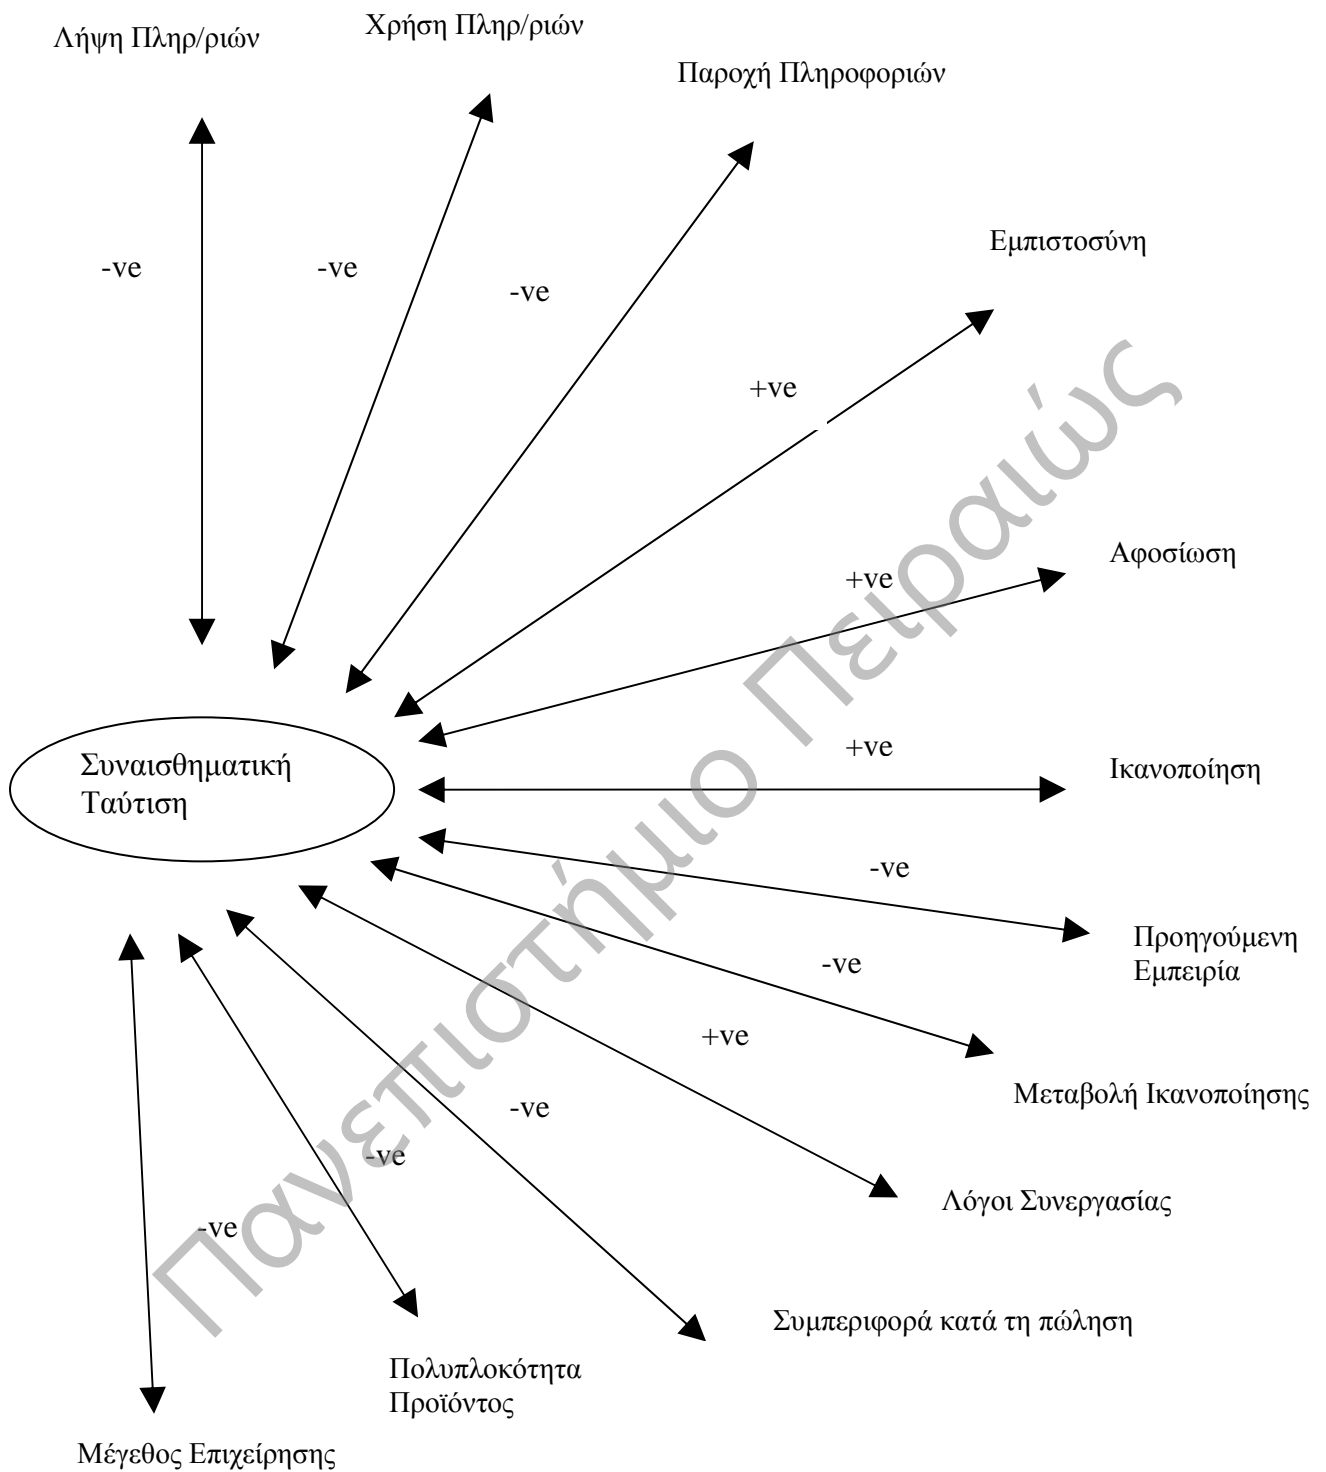 Λήψη Πληρ/ριών
Χρήση Πληρ/ριών
Παροχή Πληροφοριών
Εμπιστοσύνη
-ve
-ve
-ve
+ve
Αφοσίωση
+ve
+ve
Ικανοποίηση
Συναισθηματική
Ταύτιση
-ve
Προηγούμενη
Εμπειρία
-ve
+ve
Μεταβολή Ικανοποίησης
-ve
-ve
Λόγοι Συνεργασίας
-ve
Συμπεριφορά κατά τη πώληση
Πολυπλοκότητα
Προϊόντος
Μέγεθος Επιχείρησης
Πανεπιστήμιο Πειραιώς